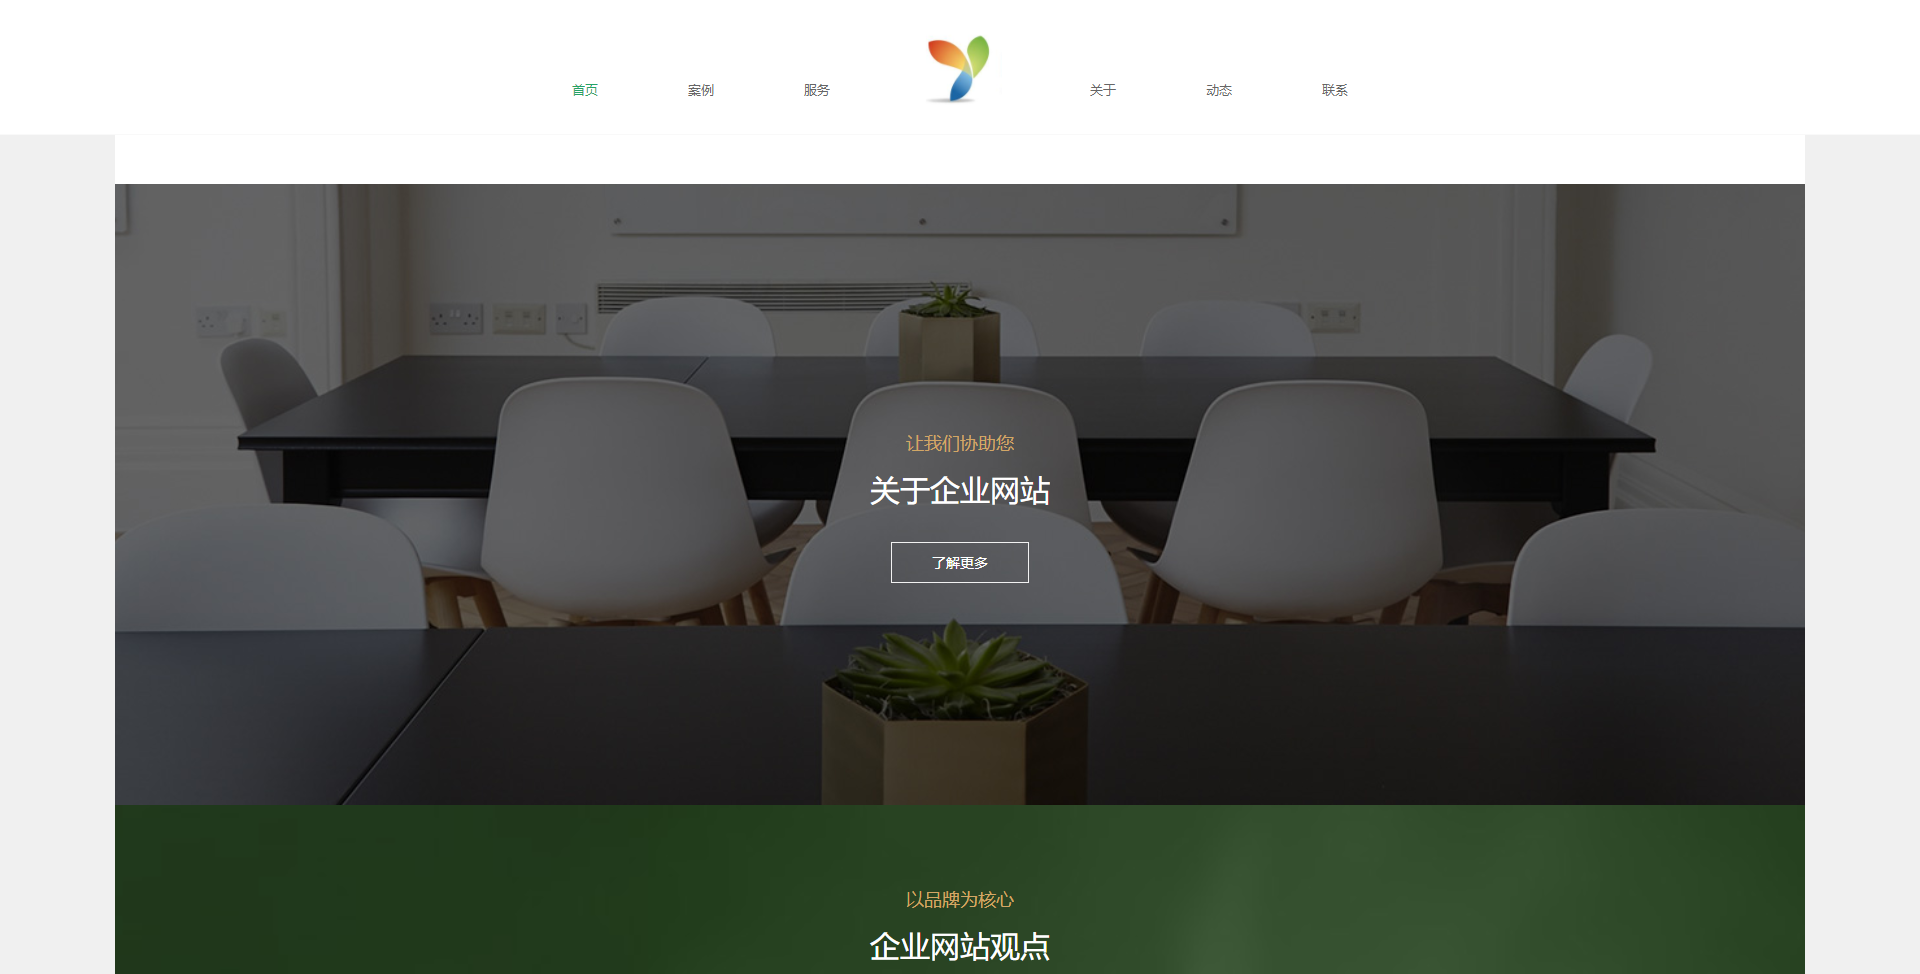 首页 案例 服务 关于 动态 联系
让我们协助您
关于企业网站
了解更多
以品牌为核心
企业网站观点